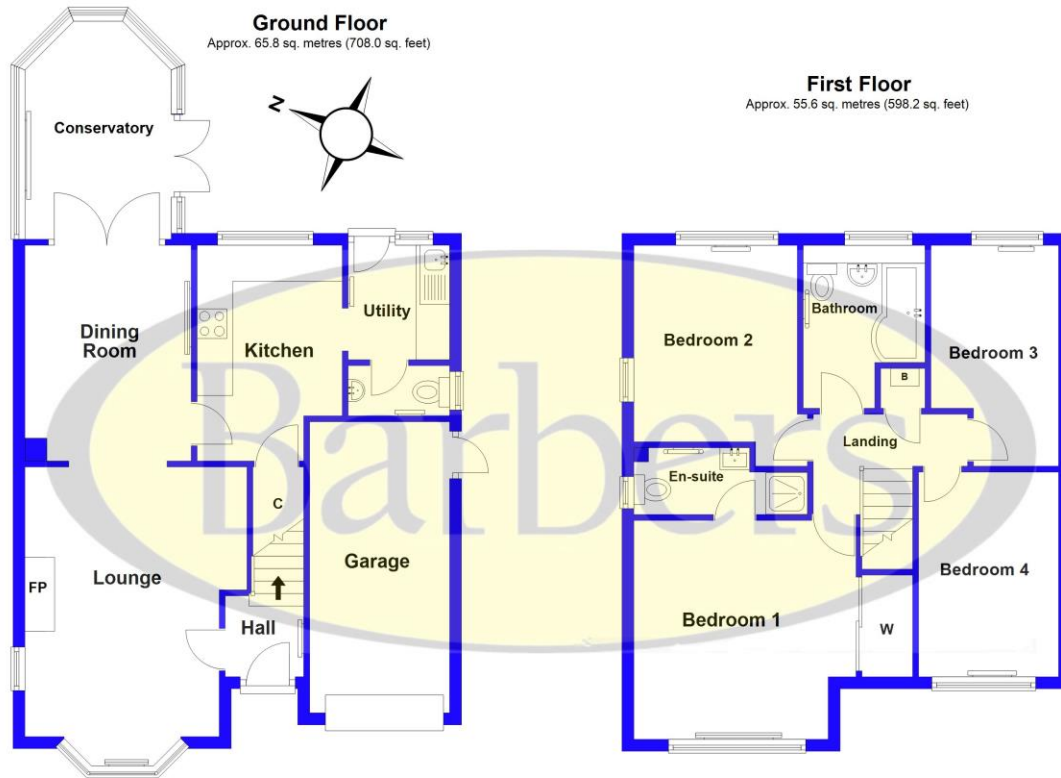 Ground Floor
Approx. 65.8 sq. metres (708.0 sq. feet)
N
Conservatory
Dining
Room
Kitchen
Utility
C
Lounge
FP
Hall
Garage
First Floor
Approx. 55.6 sq. metres (598.2 sq. feet)
Bedroom 2
Bathroom
Bedroom 3
B
Landing
En-suite
Bedroom 1
W
Bedroom 4
Barbers